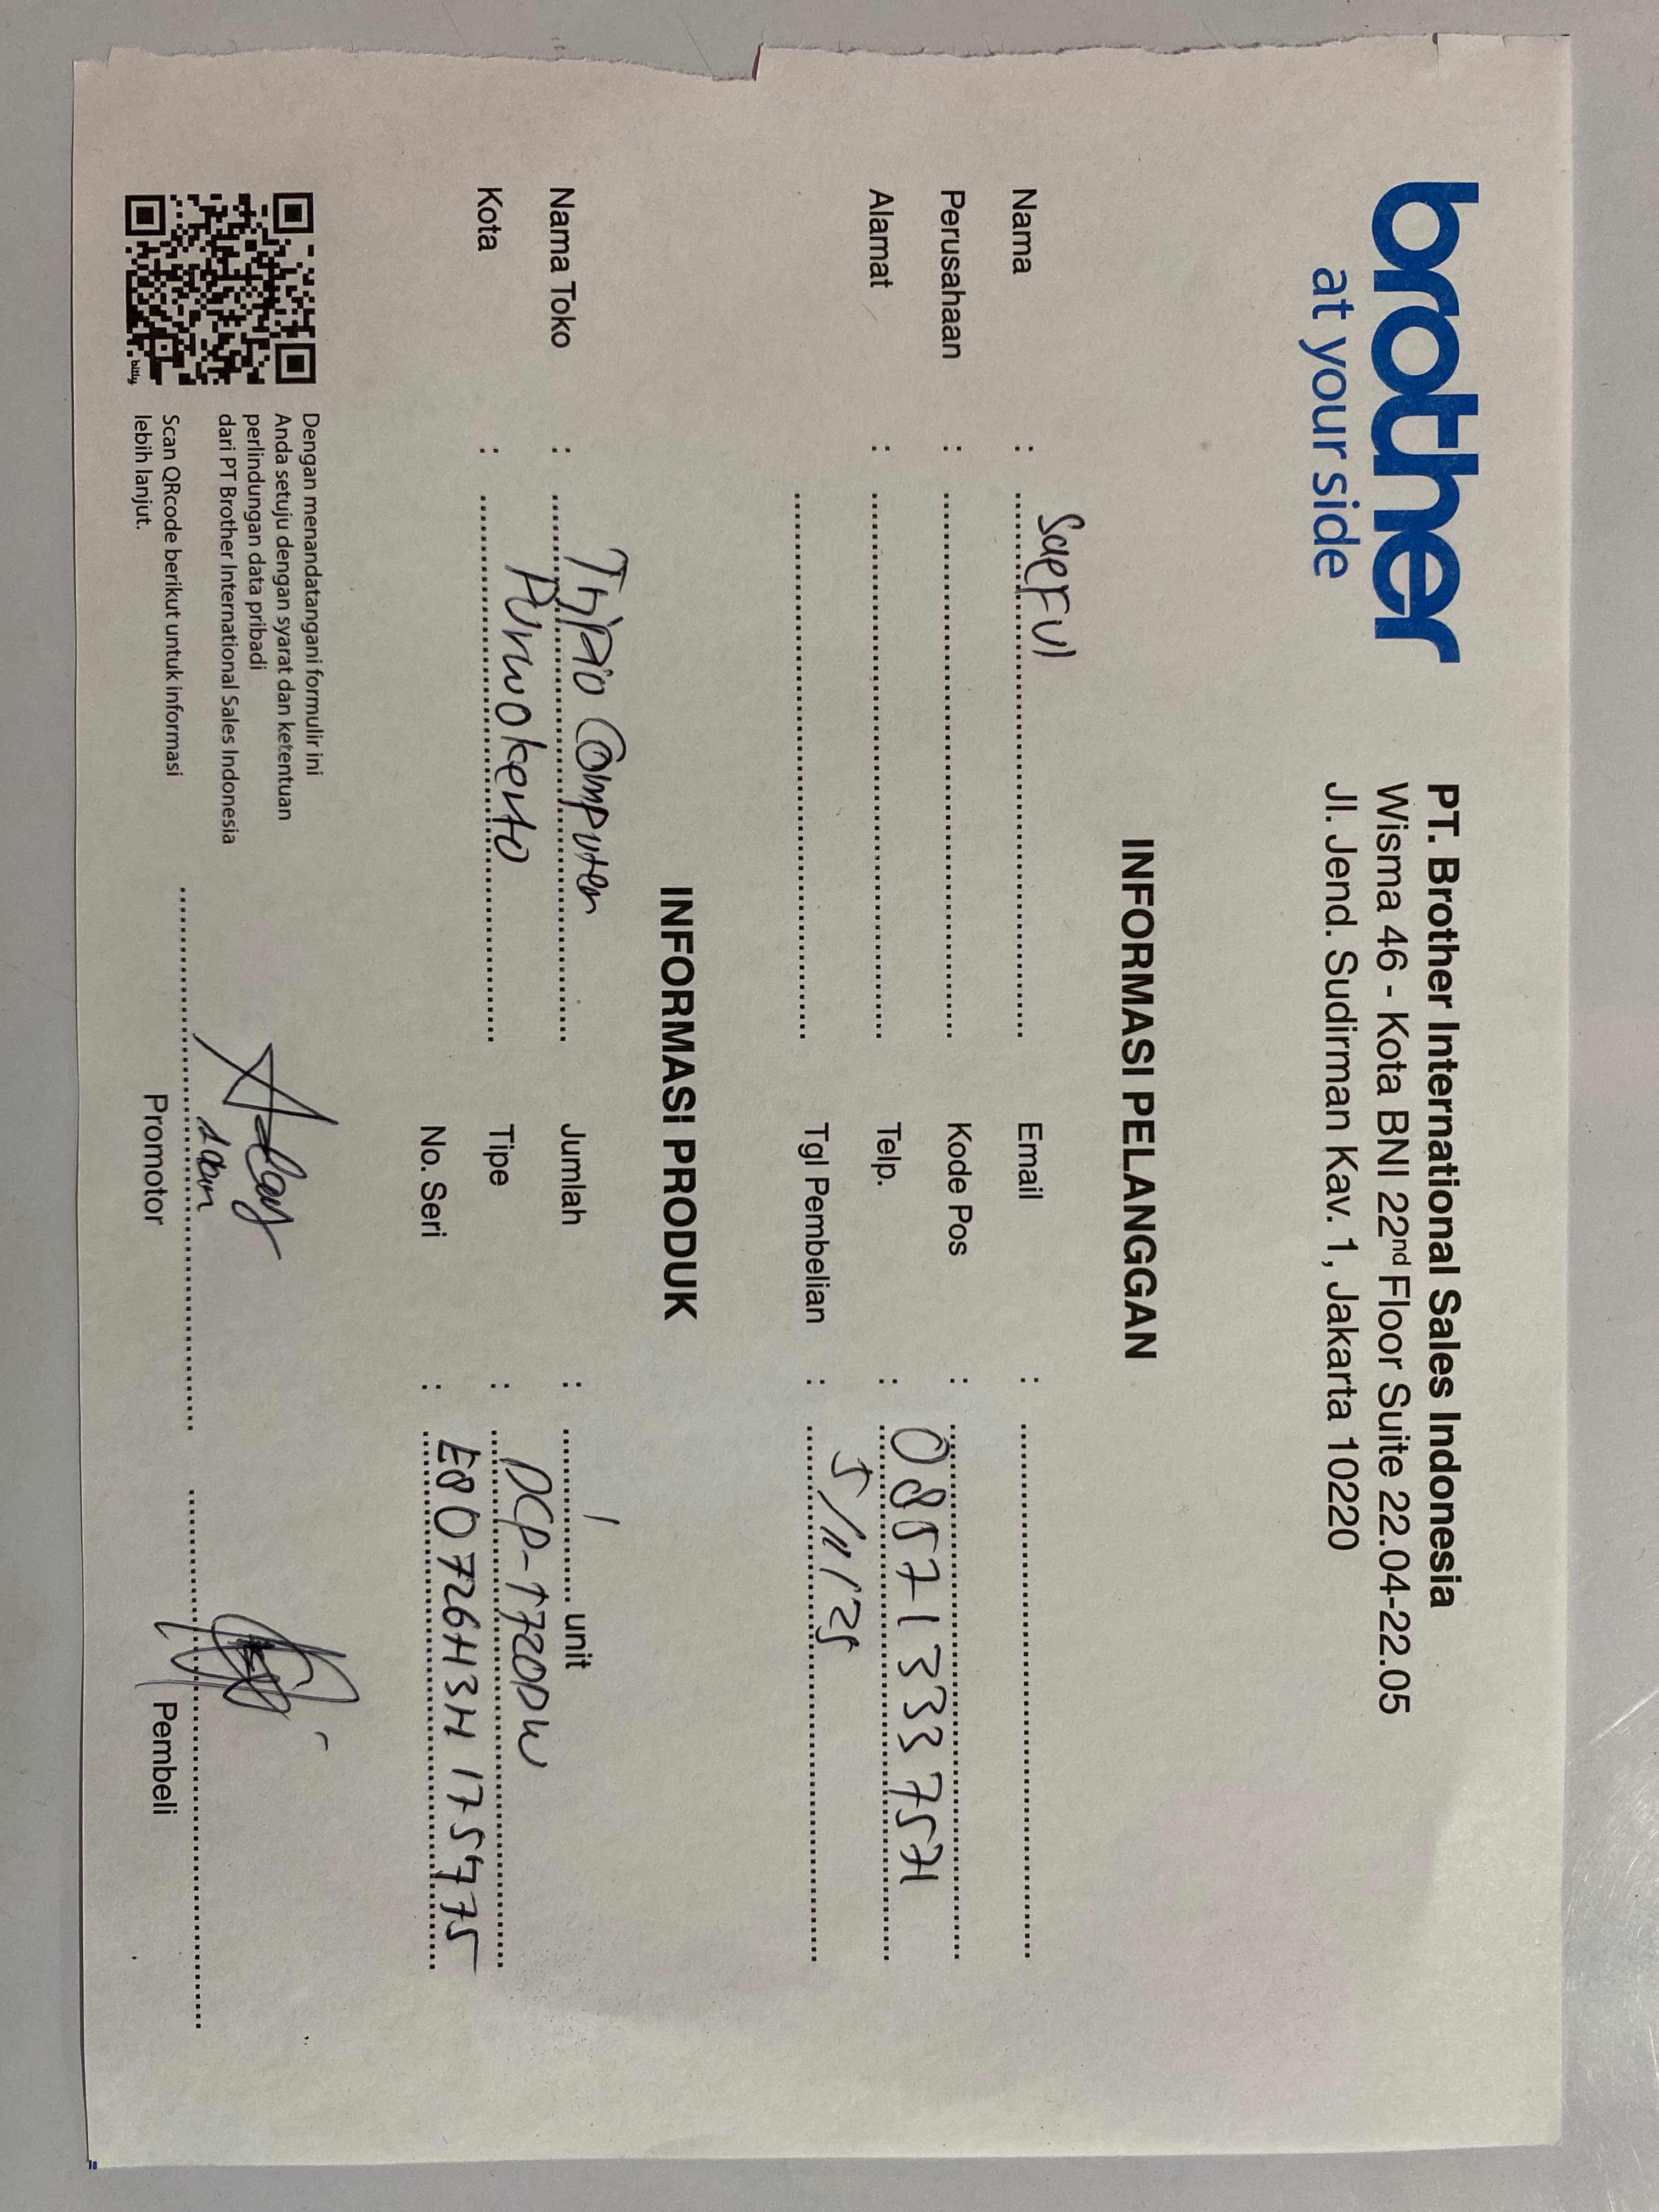 brother
at your side
PT. Brother International Sales Indonesia
Wisma 46 - Kota BNI 22nd Floor Suite 22.04-22.05
Jl. Jend. Sudirman Kav. 1, Jakarta 10220
INFORMASI PELANGGAN
Nama : Saeful Email :
Perusahaan : Kode Pos :
Alamat : Telp. : 085713337571
Tgl Pembelian : 5/11/25
INFORMASI PRODUK
Nama Toko : Computer Jumlah : 1 unit
Kota : Purwokerto Tipe : DCP-T720DW
No. Seri : E80726H3H175775
Dengan menandatangani formulir ini
Anda setuju dengan syarat dan ketentuan
perlindungan data pribadi
dari PT Brother International Sales Indonesia
Scan QRcode berikut untuk informasi
lebih lanjut.
bitly
Promotor Pembeli